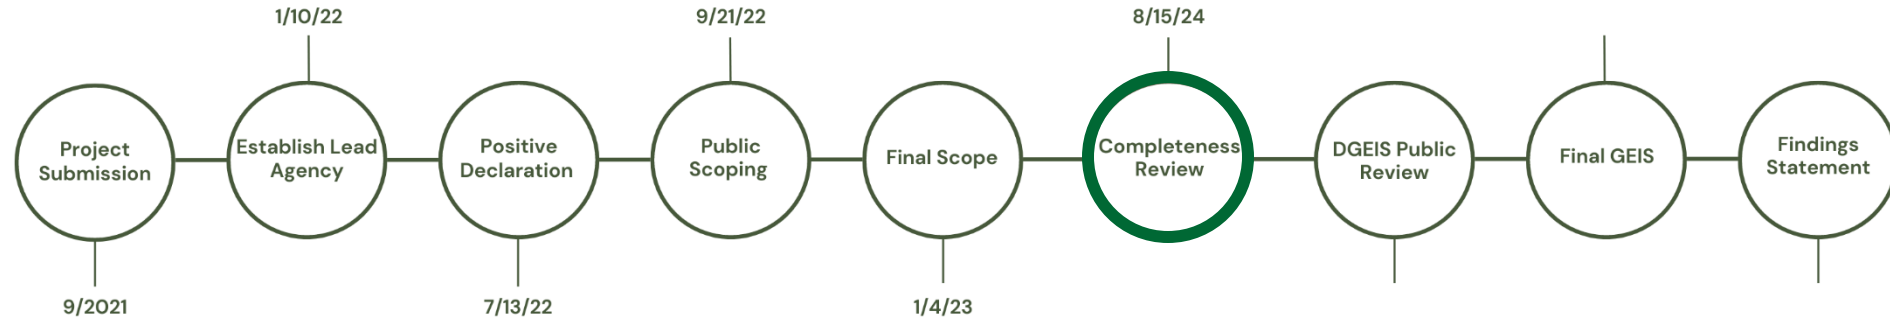 1/10/22
9/21/22
8/15/24
Project
Submission
Establish Lead
Agency
Positive
Declaration
Public
Scoping
Final Scope
Completeness
Review
DGEIS Public
Review
Final GEIS
Findings
Statement
9/2021
7/13/22
1/4/23